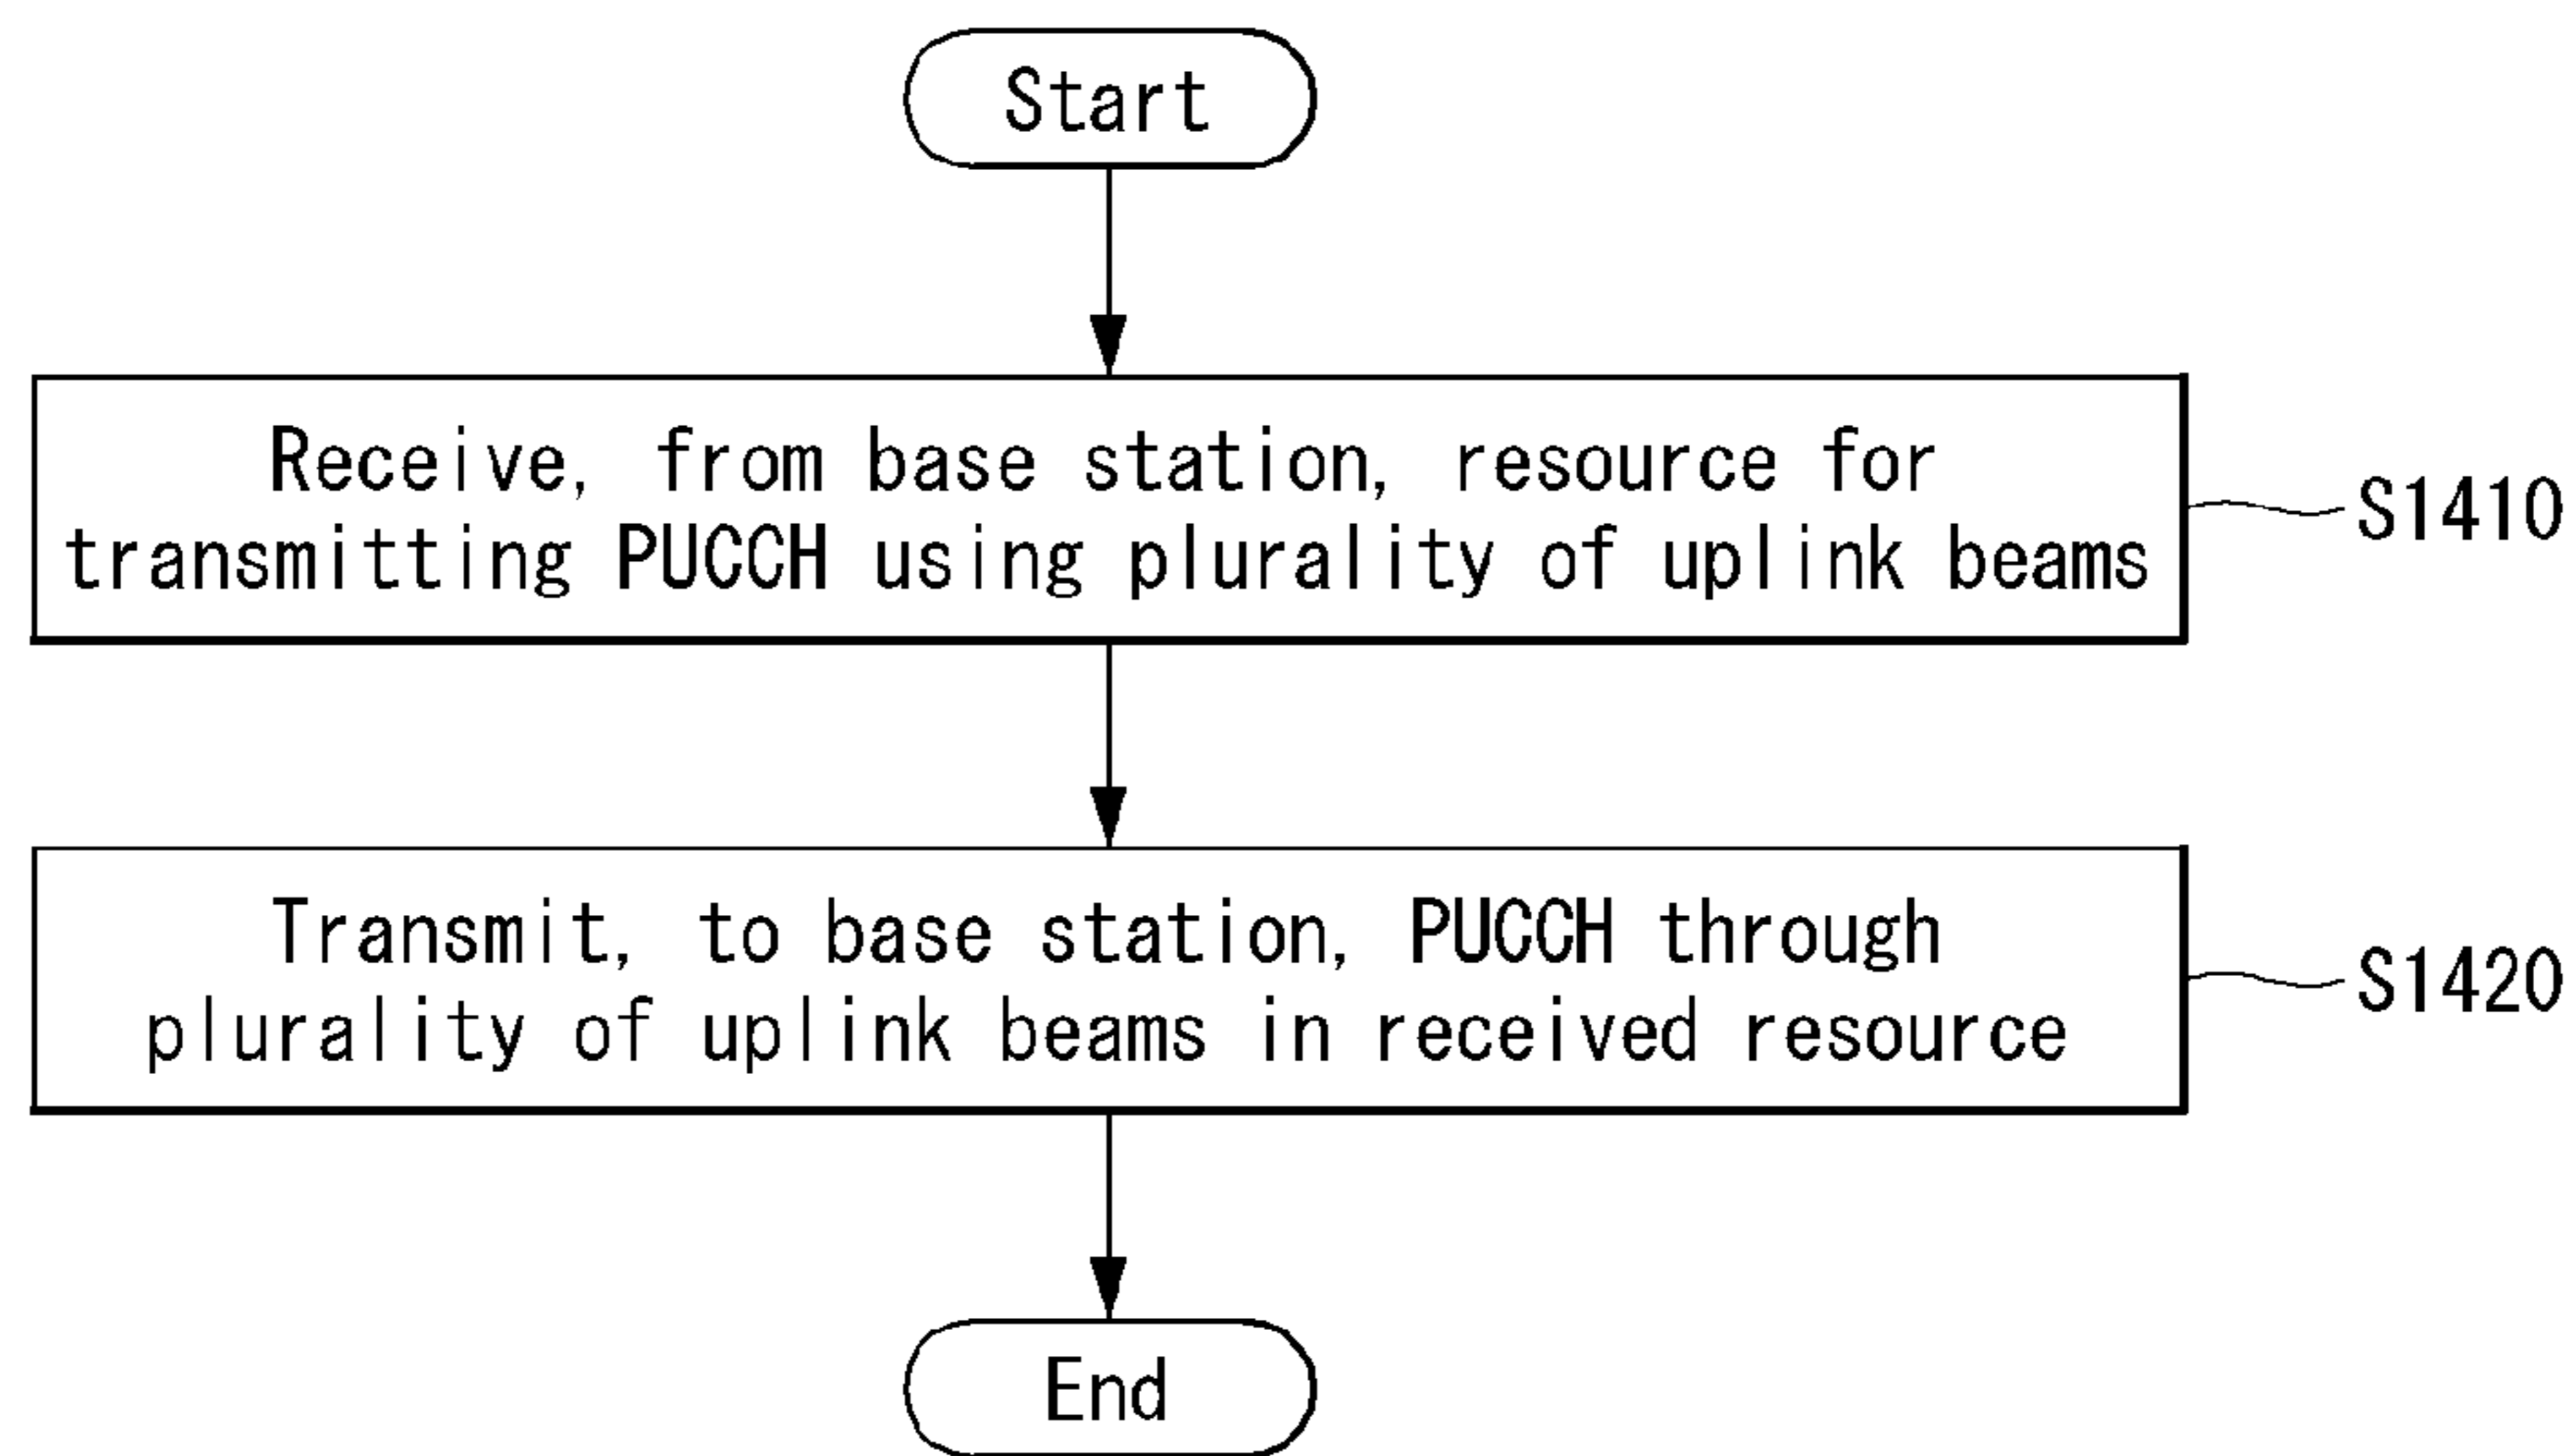 Start
Receive, from base station, resource for
transmitting PUCCH using plurality of uplink beams
S1410
Transmit, to base station, PUCCH through
plurality of uplink beams in received resource
S1420
End